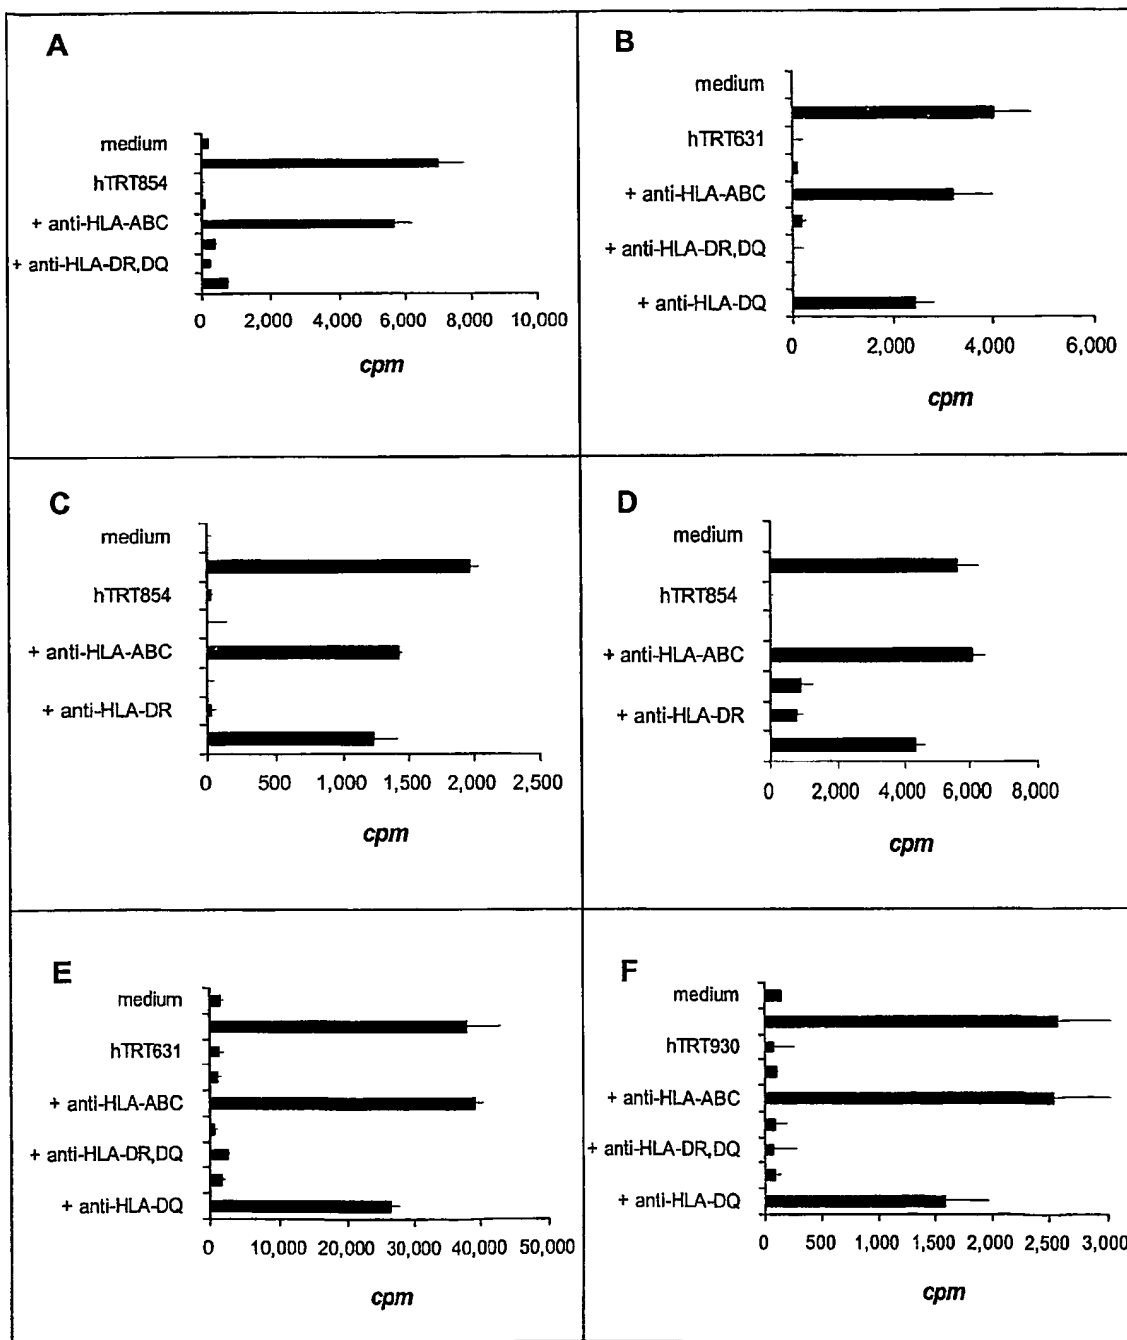 A
medium
hTRT854
+ anti-HLA-ABC
+ anti-HLA-DR,DQ
0 2,000 4,000 6,000 8,000 10,000
cpm
B
medium
hTRT631
+ anti-HLA-ABC
+ anti-HLA-DR,DQ
+ anti-HLA-DQ
0 2,000 4,000 6,000
cpm
C
medium
hTRT854
+ anti-HLA-ABC
+ anti-HLA-DR
0 500 1,000 1,500 2,000 2,500
cpm
D
medium
hTRT854
+ anti-HLA-ABC
+ anti-HLA-DR
0 2,000 4,000 6,000 8,000
cpm
E
medium
hTRT631
+ anti-HLA-ABC
+ anti-HLA-DR,DQ
+ anti-HLA-DQ
0 10,000 20,000 30,000 40,000 50,000
cpm
F
medium
hTRT930
+ anti-HLA-ABC
+ anti-HLA-DR,DQ
+ anti-HLA-DQ
0 500 1,000 1,500 2,000 2,500 3,000
cpm